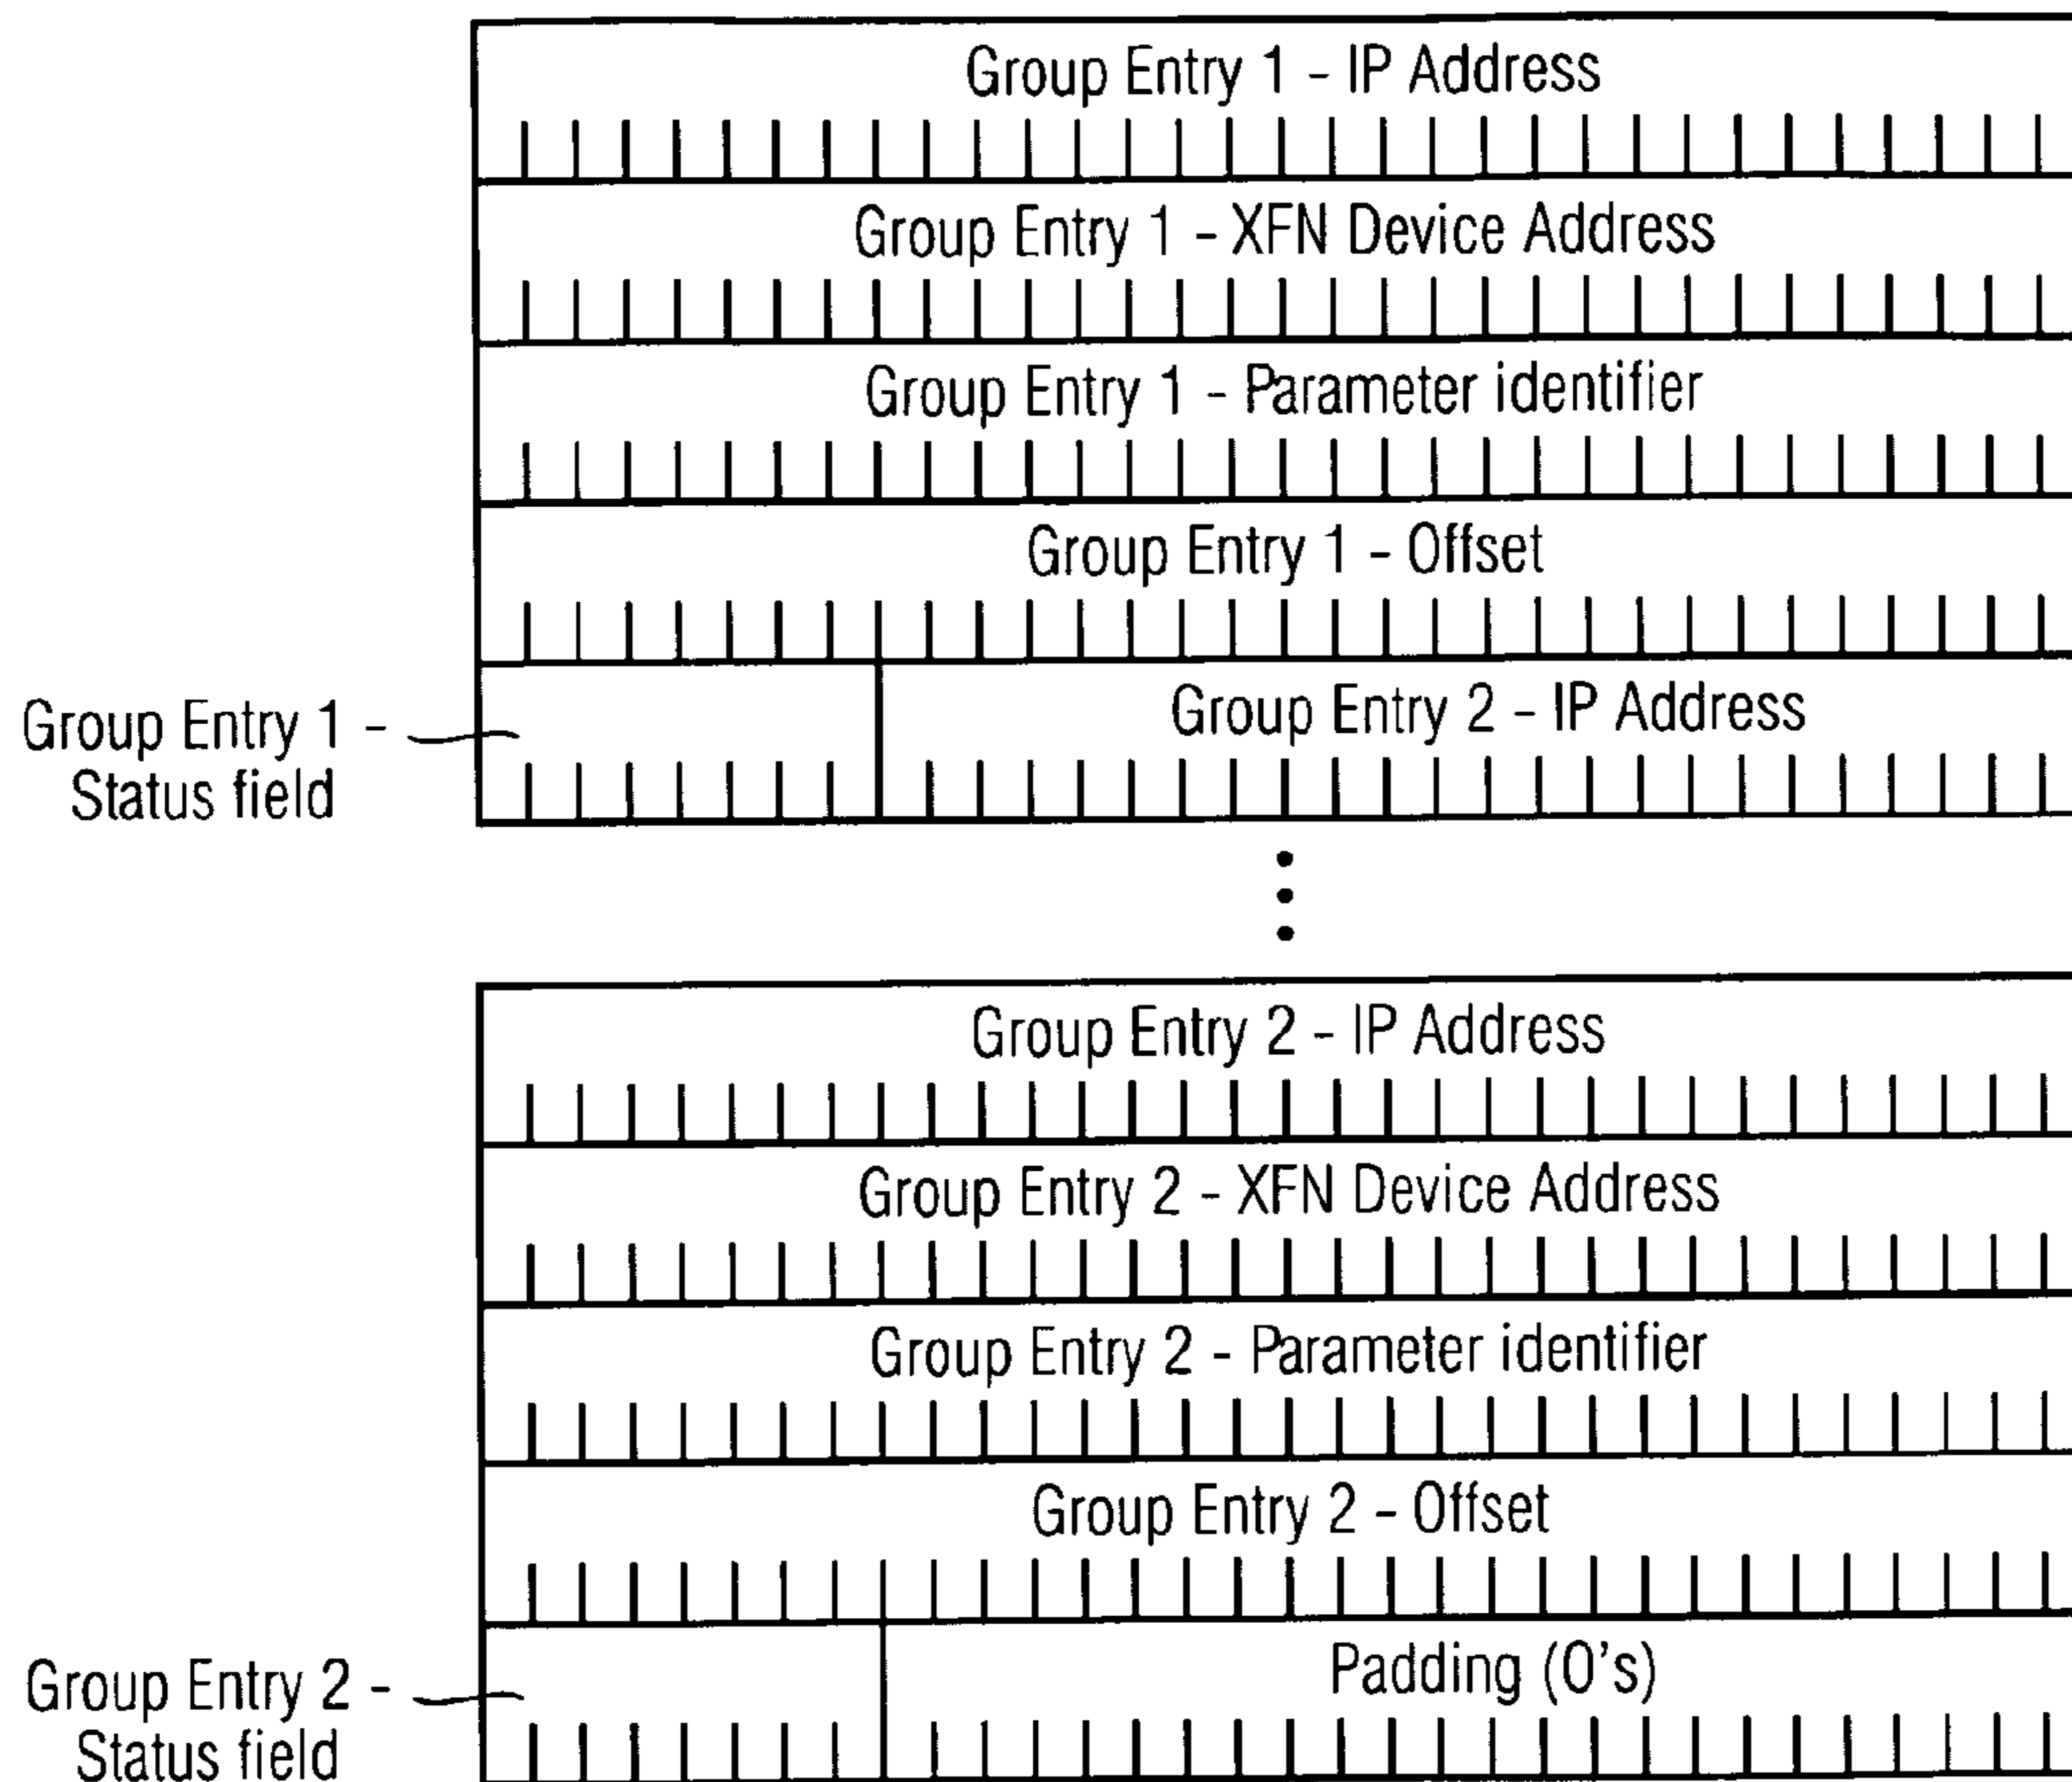 Group Entry 1 - IP Address
Group Entry 1 - XFN Device Address
Group Entry 1 - Parameter identifier
Group Entry 1 - Offset
Group Entry 1 -
Status field
Group Entry 2 - IP Address
Group Entry 2 - IP Address
Group Entry 2 - XFN Device Address
Group Entry 2 - Parameter identifier
Group Entry 2 - Offset
Group Entry 2 -
Status field
Padding (0's)